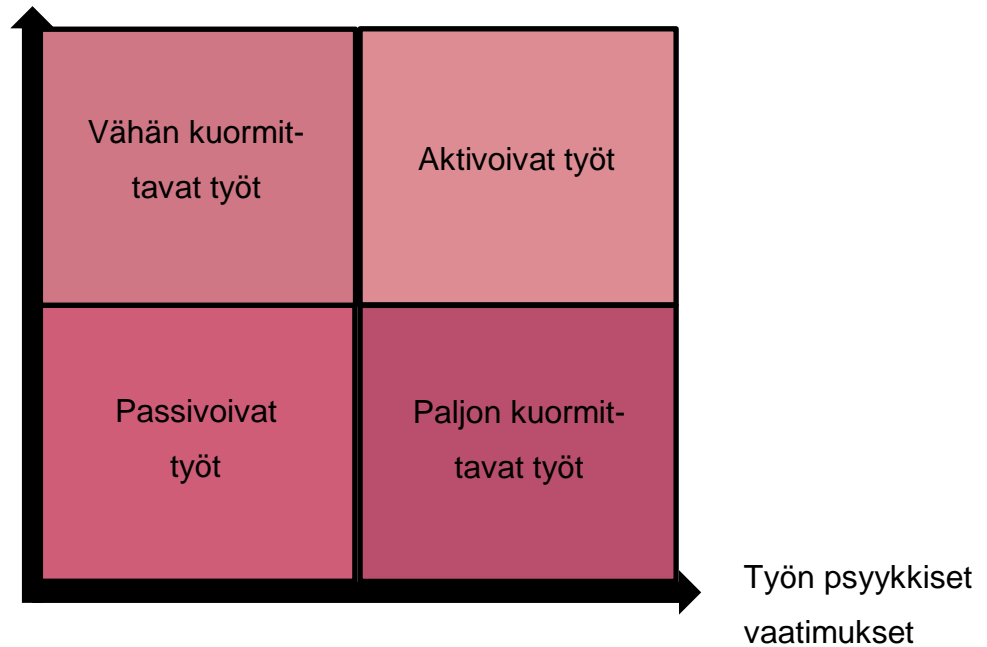 Vähän kuormit-
tavat työt
Aktivoivat työt
Passivoivat
työt
Paljon kuormit-
tavat työt
Työn psyykkiset
vaatimukset